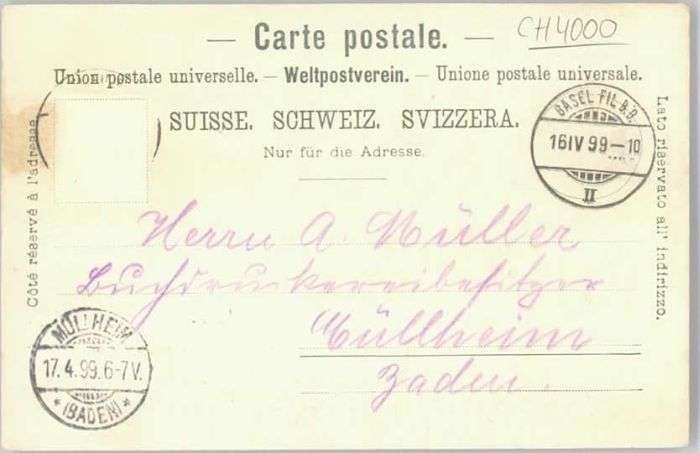 CH4000
— Carte postale. —
Union postale universelle. — Weltpostverein. — Unione postale universale.
SUISSE. SCHWEIZ. SVIZZERA.
Nur für die Adresse.
Côté réservé à l'adresse.
Lato riservato all' indirizzo.
BASEL FIL. B.B.
16 IV 99 – 10
II
Herrn A. Müller
Buchdruckereibesitzer
Müllheim
Baden.
MÜLLHEIM
17. 4. 99. 6-7 V.
* (BADEN) *